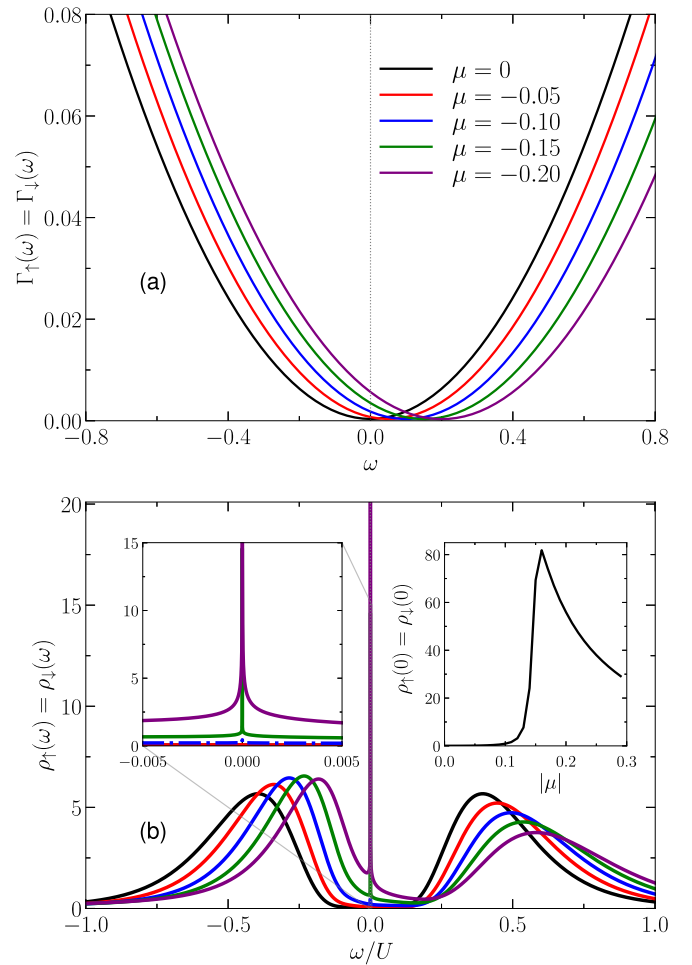 0.08
0.06
0.04
0.02
0.00
Γ↑(ω) = Γ↓(ω)
μ = 0
μ = −0.05
μ = −0.10
μ = −0.15
μ = −0.20
(a)
−0.8 −0.4 0.0 0.4 0.8
ω
20
15
10
5
0
ρ↑(ω) = ρ↓(ω)
15
10
5
0
−0.005 0.000 0.005
80
60
40
20
0
ρ↑(0) = ρ↓(0)
0.0 0.1 0.2 0.3
|μ|
(b)
−1.0 −0.5 0.0 0.5 1.0
ω/U